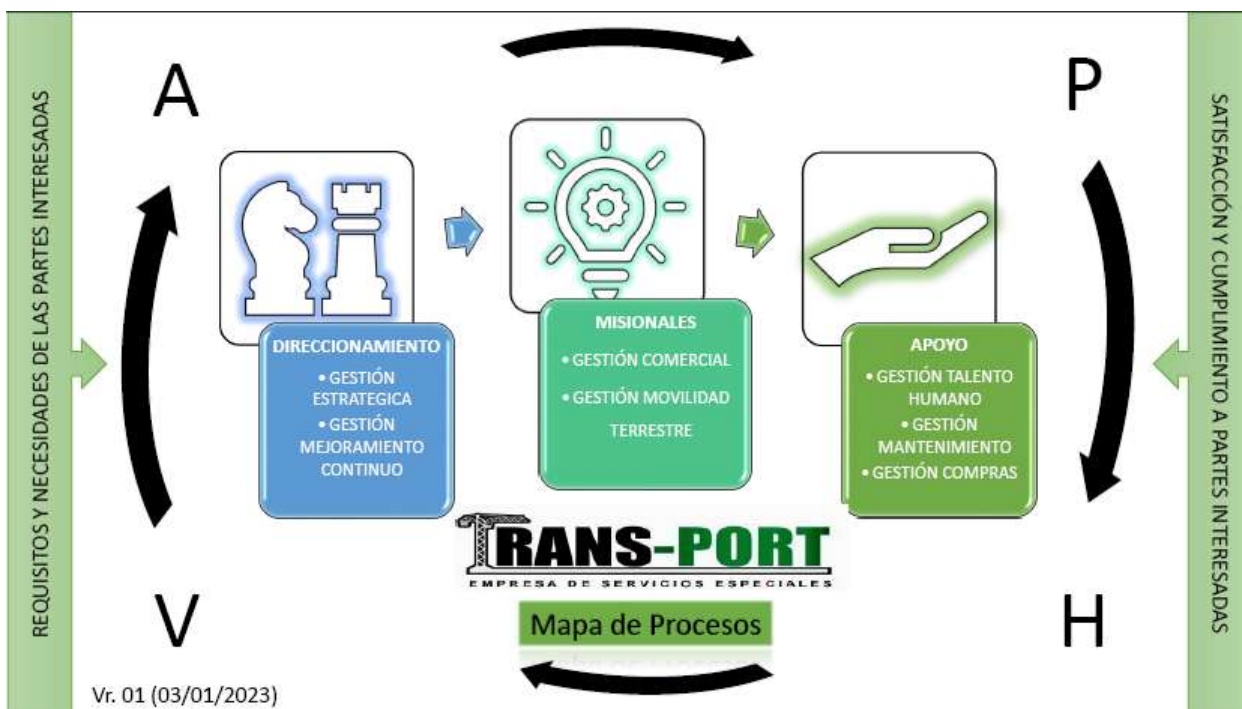 REQUISITOS Y NECESIDADES DE LAS PARTES INTERESADAS
A
P
DIRECCIONAMIENTO
• GESTIÓN
ESTRATEGICA
• GESTIÓN
MEJORAMIENTO
CONTINUO
MISIONALES
• GESTIÓN COMERCIAL
• GESTIÓN MOVILIDAD
TERRESTRE
APOYO
• GESTIÓN TALENTO
HUMANO
• GESTIÓN
MANTENIMIENTO
• GESTIÓN COMPRAS
TRANS-PORT
EMPRESA DE SERVICIOS ESPECIALES
Mapa de Procesos
V
H
Vr. 01 (03/01/2023)
SATISFACCIÓN Y CUMPLIMIENTO A PARTES INTERESADAS